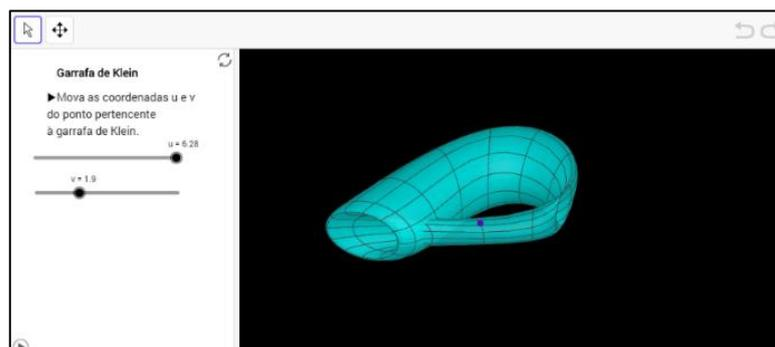 Garrafa de Klein
▶Mova as coordenadas u e v
do ponto pertencente
à garrafa de Klein.
u = 6.28
v = 1.9